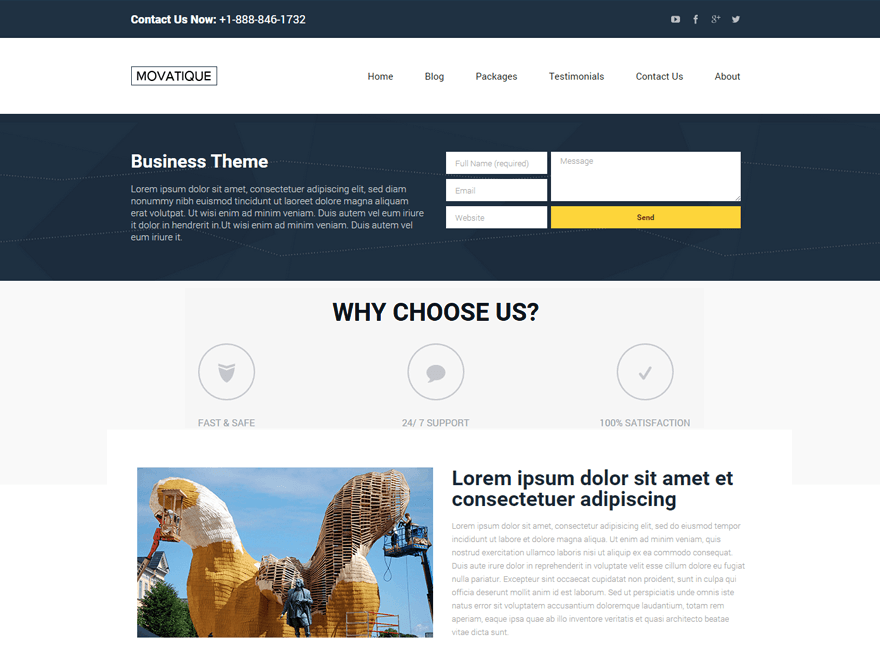 Contact Us Now: +1-888-846-1732
MOVATIQUE
Home Blog Packages Testimonials Contact Us About
Business Theme
Lorem ipsum dolor sit amet, consectetuer adipiscing elit, sed diam
nonummy nibh euismod tincidunt ut laoreet dolore magna aliquam
erat volutpat. Ut wisi enim ad minim veniam. Duis autem vel eum iriure
it dolor in hendrerit in.Ut wisi enim ad minim veniam. Duis autem vel
eum iriure it.
Full Name (required)
Email
Website
Message
Send
WHY CHOOSE US?
FAST & SAFE
24/ 7 SUPPORT
100% SATISFACTION
Lorem ipsum dolor sit amet et
consectetuer adipiscing
Lorem ipsum dolor sit amet, consectetur adipisicing elit, sed do eiusmod tempor
incididunt ut labore et dolore magna aliqua. Ut enim ad minim veniam, quis
nostrud exercitation ullamco laboris nisi ut aliquip ex ea commodo consequat.
Duis aute irure dolor in reprehenderit in voluptate velit esse cillum dolore eu fugiat
nulla pariatur. Excepteur sint occaecat cupidatat non proident, sunt in culpa qui
officia deserunt mollit anim id est laborum. Sed ut perspiciatis unde omnis iste
natus error sit voluptatem accusantium doloremque laudantium, totam rem
aperiam, eaque ipsa quae ab illo inventore veritatis et quasi architecto beatae
vitae dicta sunt.